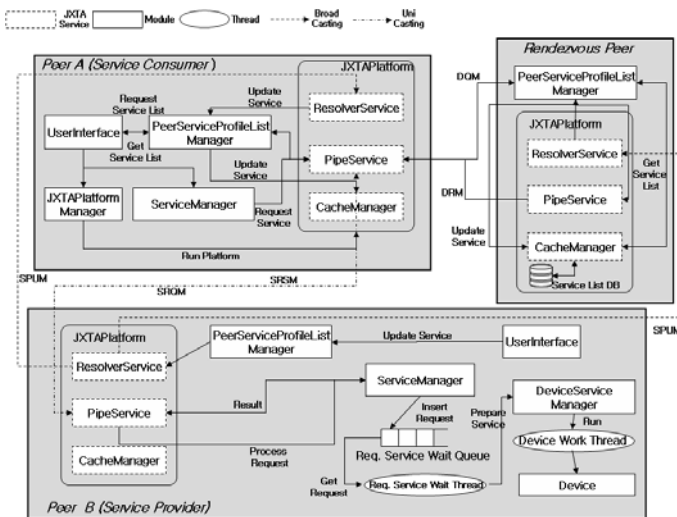 JXTA
Service
Module
Thread
Broad
Casting
Uni
Casting
Peer A (Service Consumer)
JXTAPlatform
Update
Service
ResolverService
Request
Service List
UserInterface
PeerServiceProfileList
Manager
Get
Service List
Update
Service
PipeService
JXTAPlatform
Manager
ServiceManager
Request
Service
CacheManager
Run Platform
Rendezvous Peer
DQM
PeerServiceProfileList
Manager
JXTAPlatform
ResolverService
Get
Service
List
DRM
PipeService
Update
Service
CacheManager
Service List DB
SPUM
SRSM
SRQM
SPUM
JXTAPlatform
ResolverService
PeerServiceProfileList
Manager
Update Service
UserInterface
PipeService
Result
ServiceManager
Insert
Request
Prepare
Service
DeviceService
Manager
Run
Device Work Thread
CacheManager
Process
Request
Req. Service Wait Queue
Get
Request
Req. Service Wait Thread
Device
Peer B (Service Provider)